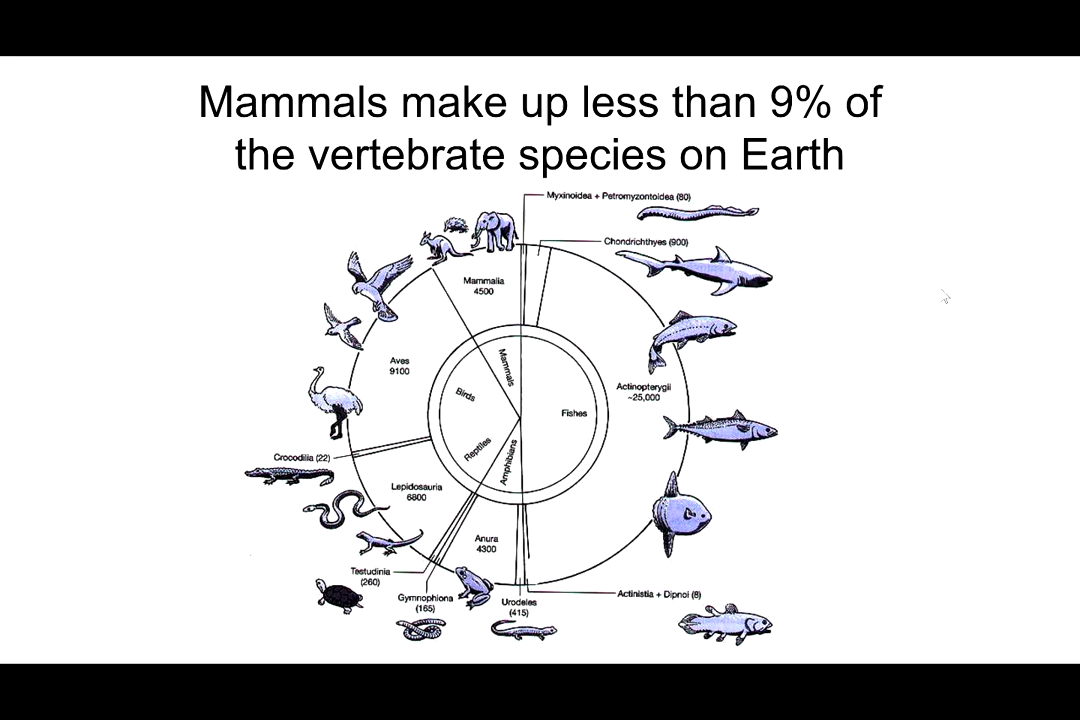 Mammals make up less than 9% of
the vertebrate species on Earth
Myxinoidea + Petromyzontoidea (80)
Chondrichthyes (900)
Mammalia
4500
Aves
9100
Mammals
Birds
Fishes
Reptiles
Amphibians
Actinopterygii
~25,000
Crocodilia (22)
Lepidosauria
6800
Anura
4300
Testudinia
(260)
Gymnophiona
(165)
Urodeles
(415)
Actinistia + Dipnoi (8)